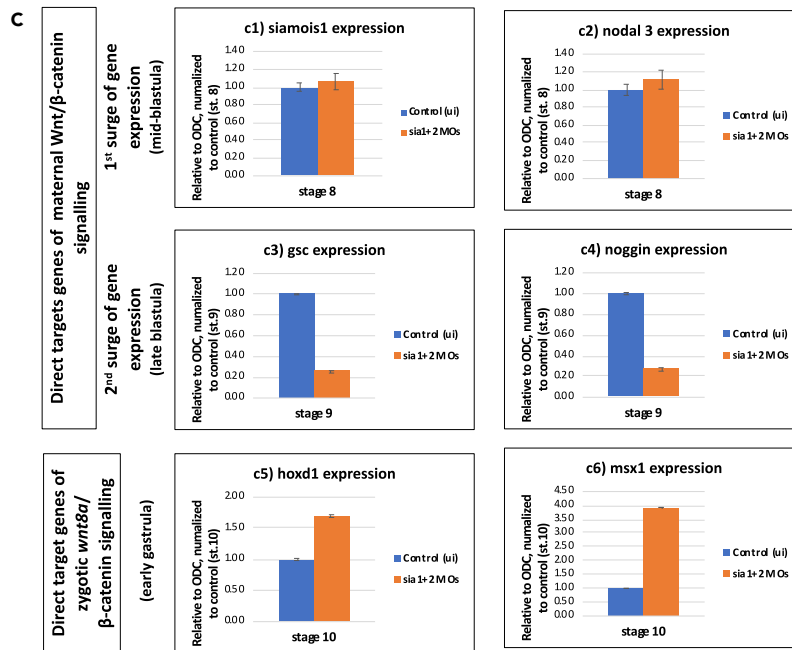 C
Direct targets genes of maternal Wnt/β-catenin
signalling
1st surge of gene
expression
(mid-blastula)
c1) siamois1 expression
Relative to ODC, numalized
to control (st. 8)
1.40
1.20
1.00
0.80
0.60
0.40
0.20
0.00
stage 8
Control (ui)
sia1+2 MOs
c2) nodal 3 expression
Relative to ODC, numalized
to control (st. 8)
1.40
1.20
1.00
0.80
0.60
0.40
0.20
0.00
stage 8
Control (ui)
sia1+2 MOs
2nd surge of gene
expression
(late blastula)
c3) gsc expression
Relative to ODC, numalized
to control (st.9)
1.20
1.00
0.80
0.60
0.40
0.20
0.00
stage 9
Control (ui)
sia1+2 MOs
c4) noggin expression
Relative to ODC, numalized
to control (st.9)
1.20
1.00
0.80
0.60
0.40
0.20
0.00
stage 9
Control (ui)
sia1+2 MOs
Direct target genes of
zygotic wnt8a/
β-catenin signalling
(early gastrula)
c5) hoxd1 expression
Relative to ODC, numalized
to control (st.10)
2.00
1.50
1.00
0.50
0.00
stage 10
Control (ui)
sia1+2 MOs
c6) msx1 expression
Relative to ODC, numalized
to control (st.10)
4.50
4.00
3.50
3.00
2.50
2.00
1.50
1.00
0.50
0.00
stage 10
Control (ui)
sia1+2 MOs